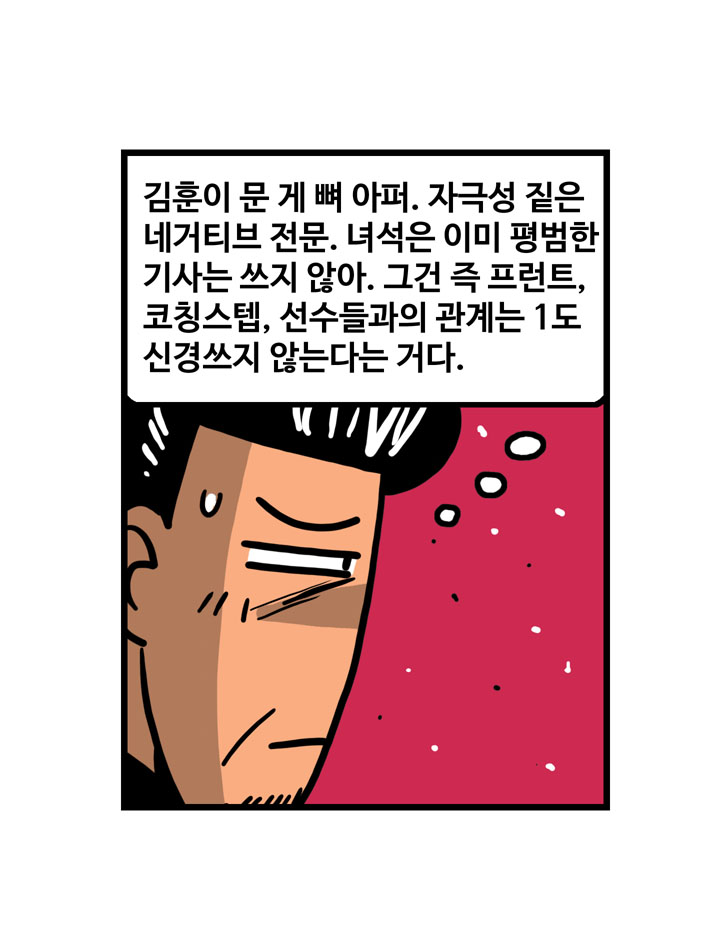 김훈이 문 게 뼈 아퍼. 자극성 짙은
네거티브 전문. 녀석은 이미 평범한
기사는 쓰지 않아. 그건 즉 프런트,
코칭스텝, 선수들과의 관계는 1도
신경쓰지 않는다는 거다.